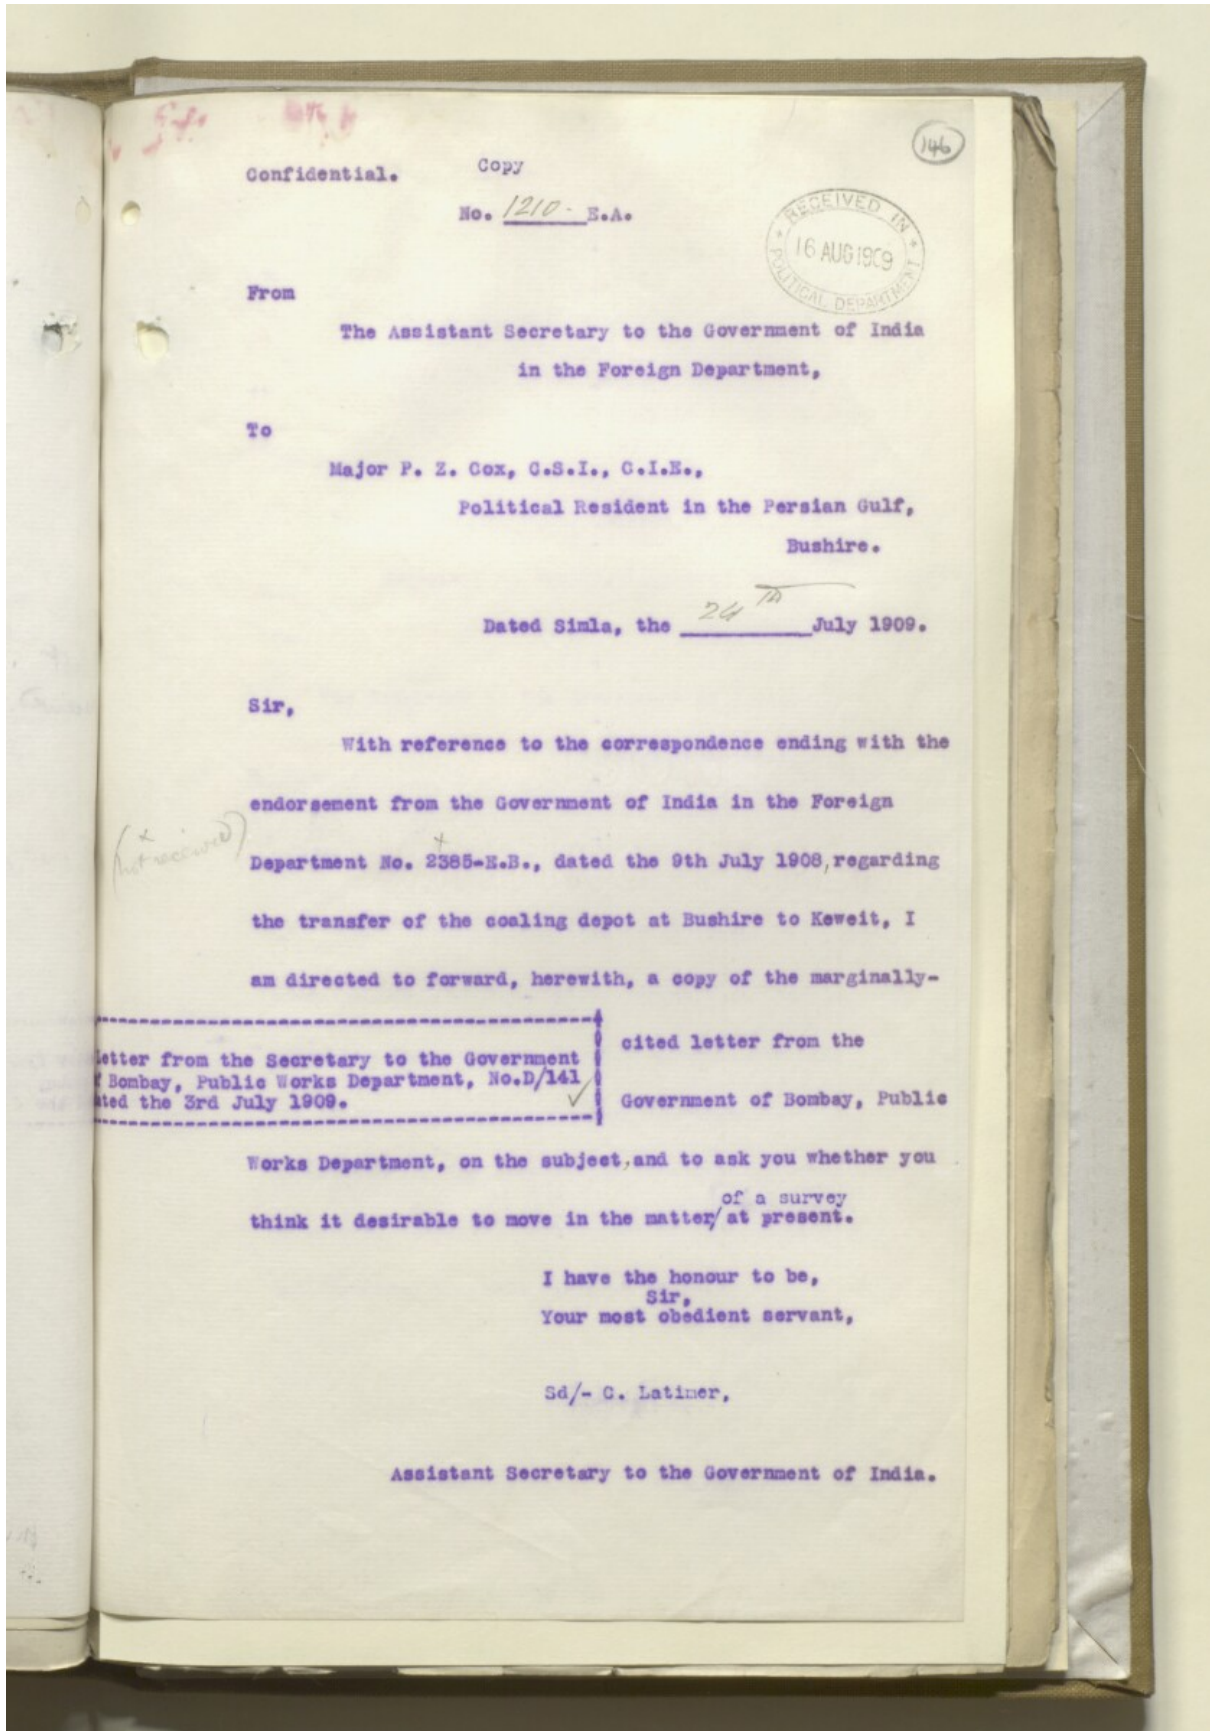 146
Confidential.
Copy
No. 1210- E.A.
RECEIVED IN
16 AUG 1909
POLITICAL DEPARTMENT
From
The Assistant Secretary to the Government of India
in the Foreign Department,
To
Major P. Z. Cox, C.S.I., C.I.E.,
Political Resident in the Persian Gulf,
Bushire.
Dated Simla, the 24TH July 1909.
Sir,
With reference to the correspondence ending with the
endorsement from the Government of India in the Foreign
(x not received)
Department No. 2385-E.B., dated the 9th July 1908, regarding
the transfer of the coaling depot at Bushire to Keweit, I
am directed to forward, herewith, a copy of the marginally-
etter from the Secretary to the Government
Bombay, Public Works Department, No.D/141
ated the 3rd July 1909.
cited letter from the
Government of Bombay, Public
Works Department, on the subject, and to ask you whether you
of a survey
think it desirable to move in the matter/ at present.
I have the honour to be,
Sir,
Your most obedient servant,
Sd/- C. Latimer,
Assistant Secretary to the Government of India.